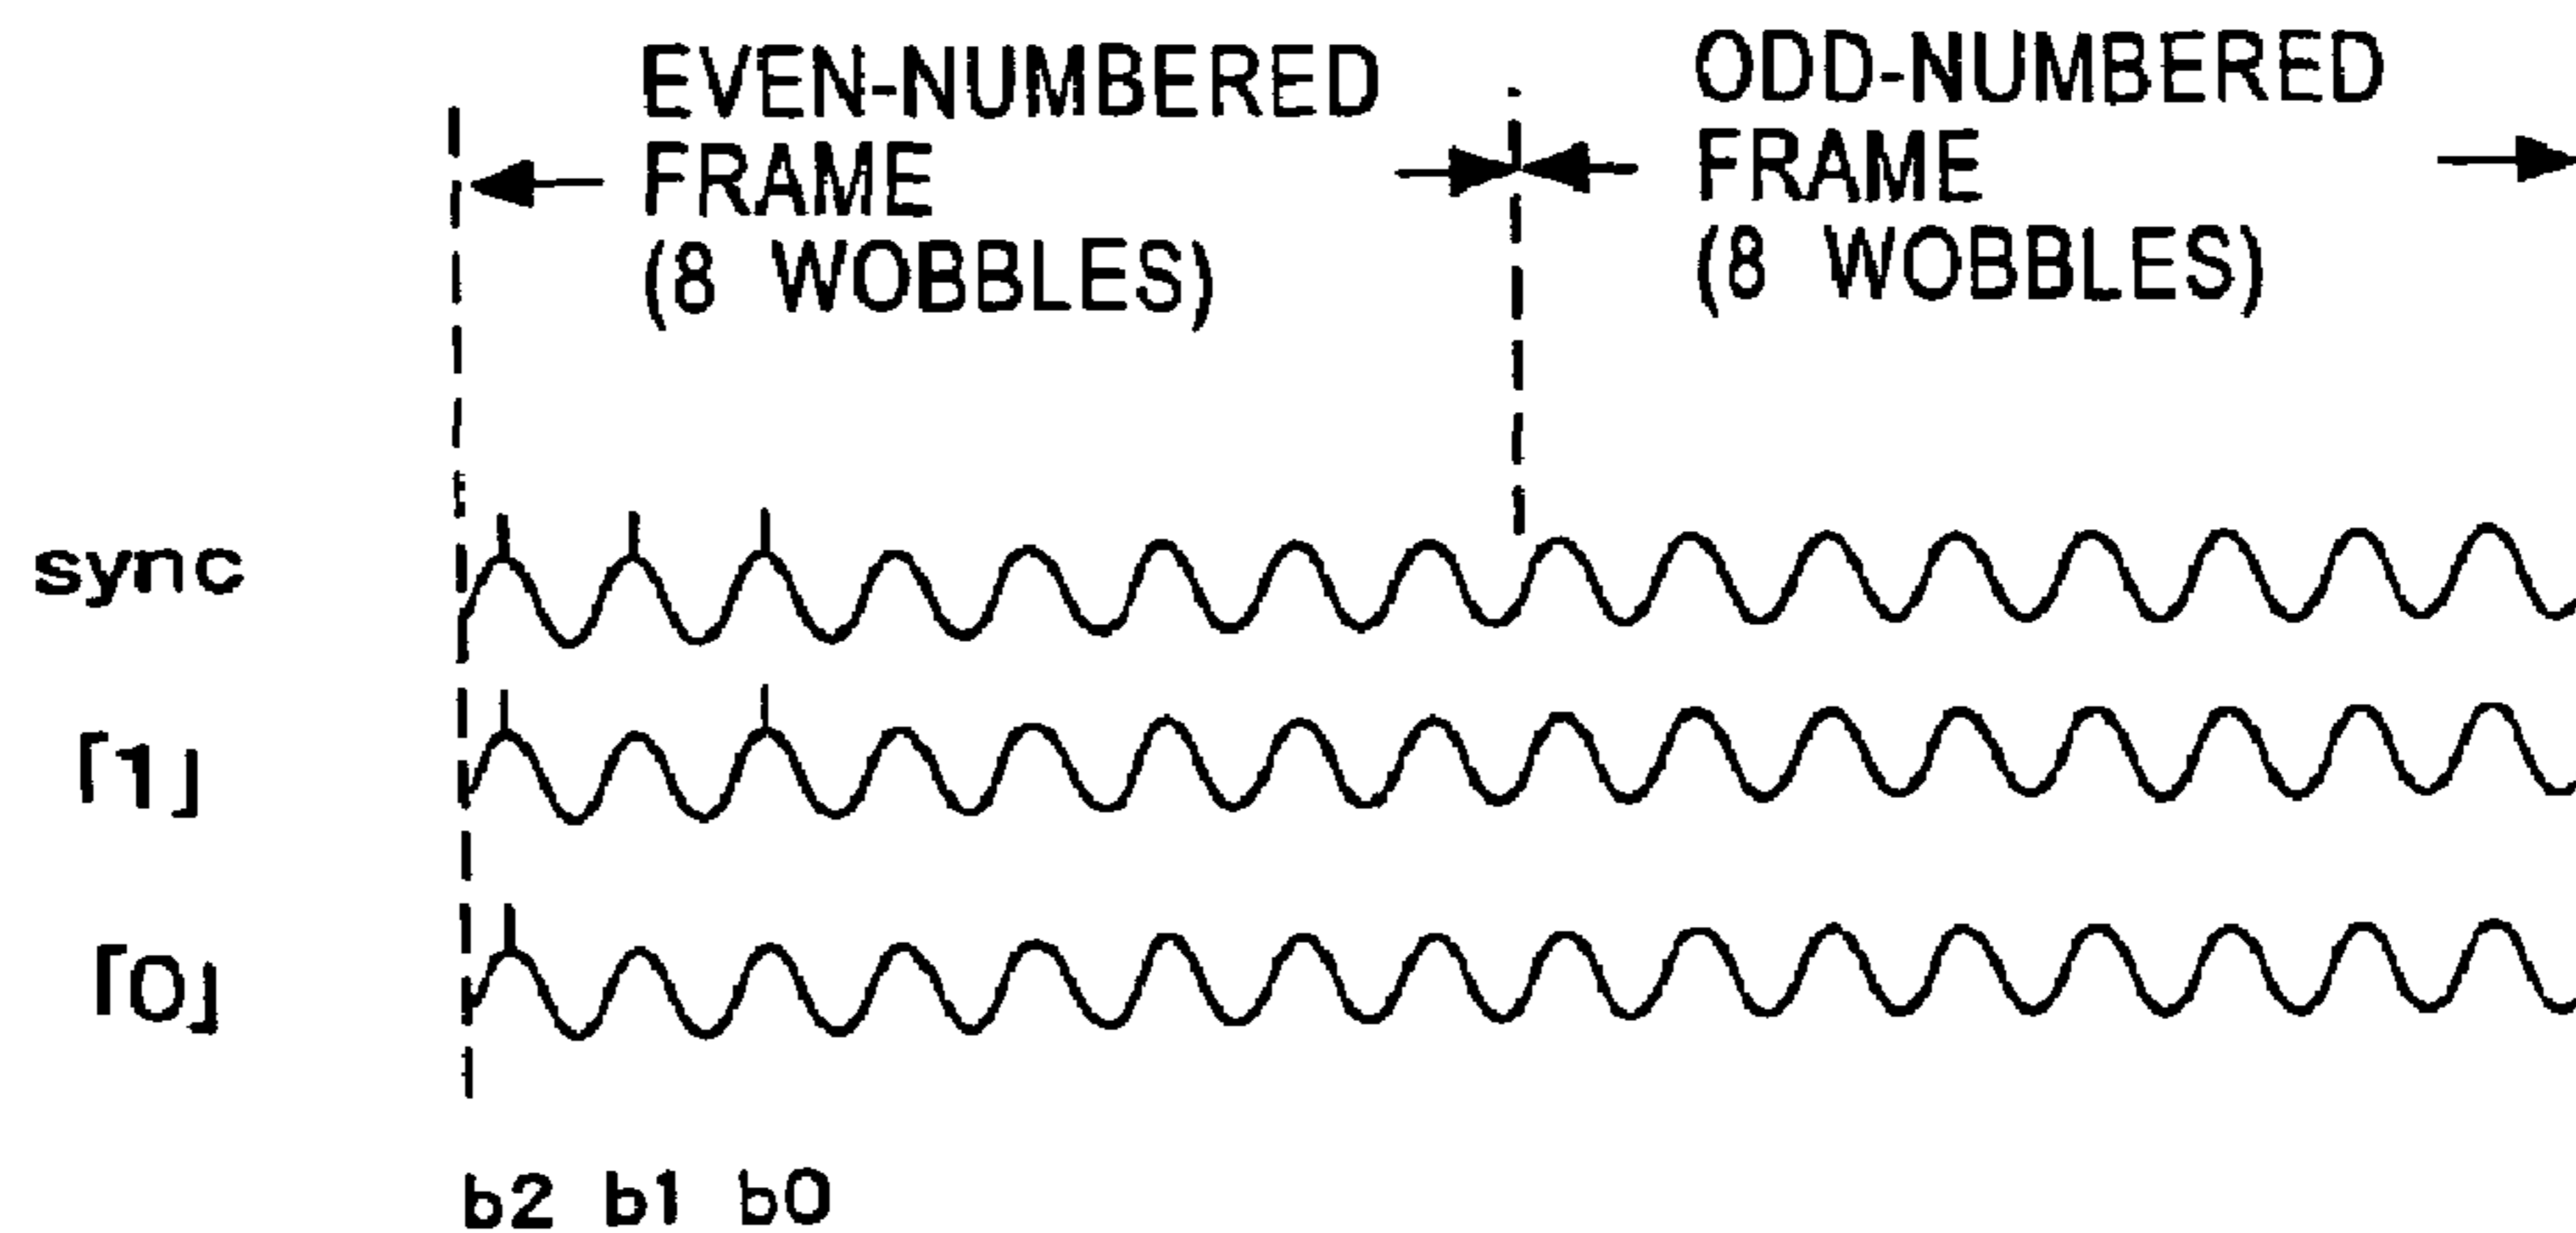 EVEN-NUMBERED
FRAME
(8 WOBBLES)
ODD-NUMBERED
FRAME
(8 WOBBLES)
sync
「1」
「0」
b2 b1 b0